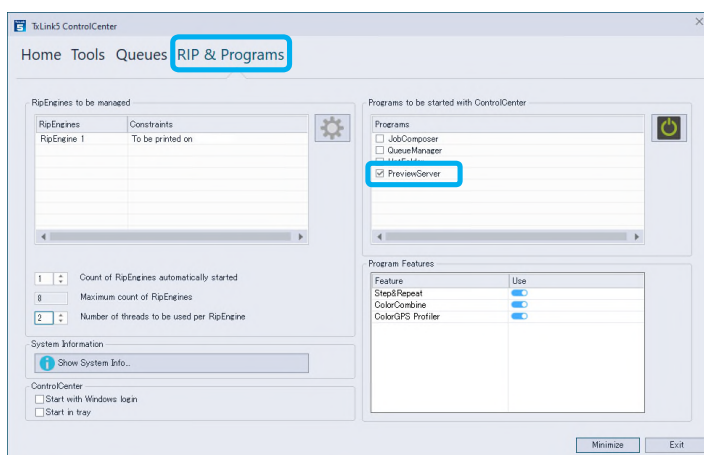 TxLink5 ControlCenter
Home Tools Queues RIP & Programs
RipEngines to be managed
RipEngines Constraints
RipEngine 1 To be printed on
1 Count of RipEngines automatically started
8 Maximum count of RipEngines
2 Number of threads to be used per RipEngine
System Information
Show System Info...
ControlCenter
Start with Windows login
Start in tray
Programs to be started with ControlCenter
Programs
JobComposer
QueueManager
PreviewServer
Program Features
Feature Use
Step&Repeat
ColorCombine
ColorGPS Profiler
Minimize Exit